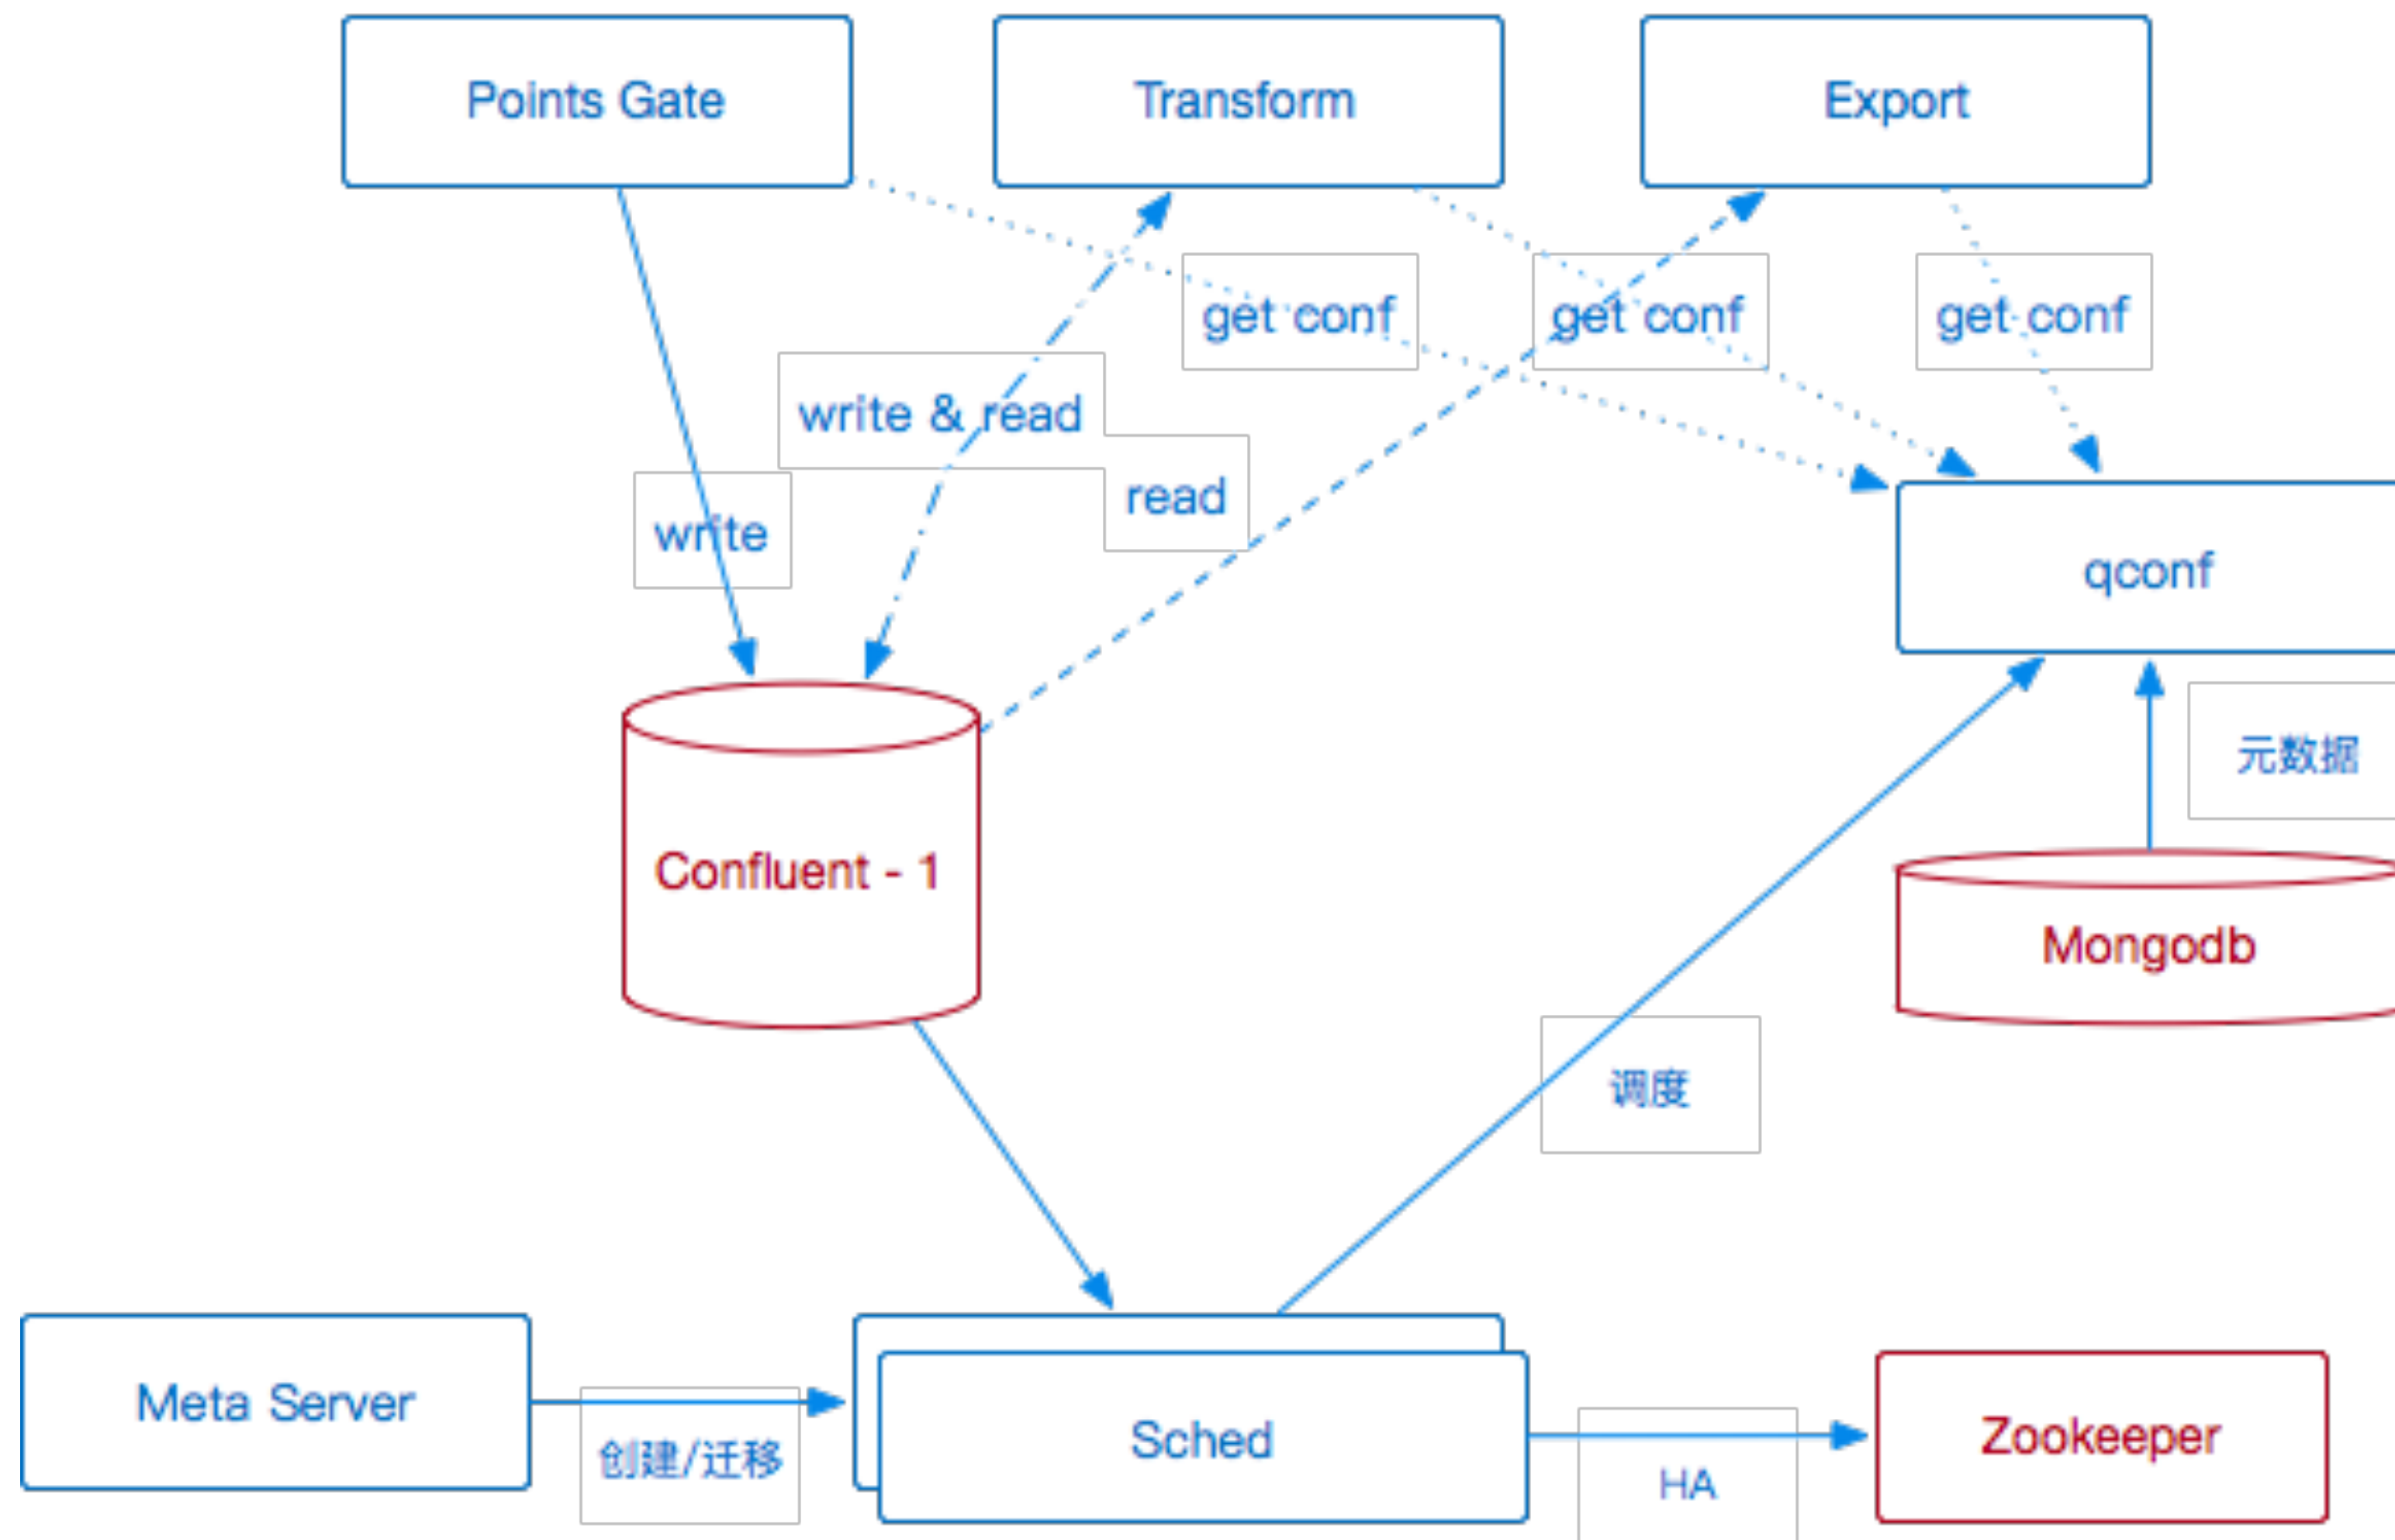 Points Gate
Transform
Export
get conf
get conf
get conf
write & read
read
write
qconf
元数据
Confluent - 1
Mongodb
调度
Meta Server
创建/迁移
Sched
HA
Zookeeper